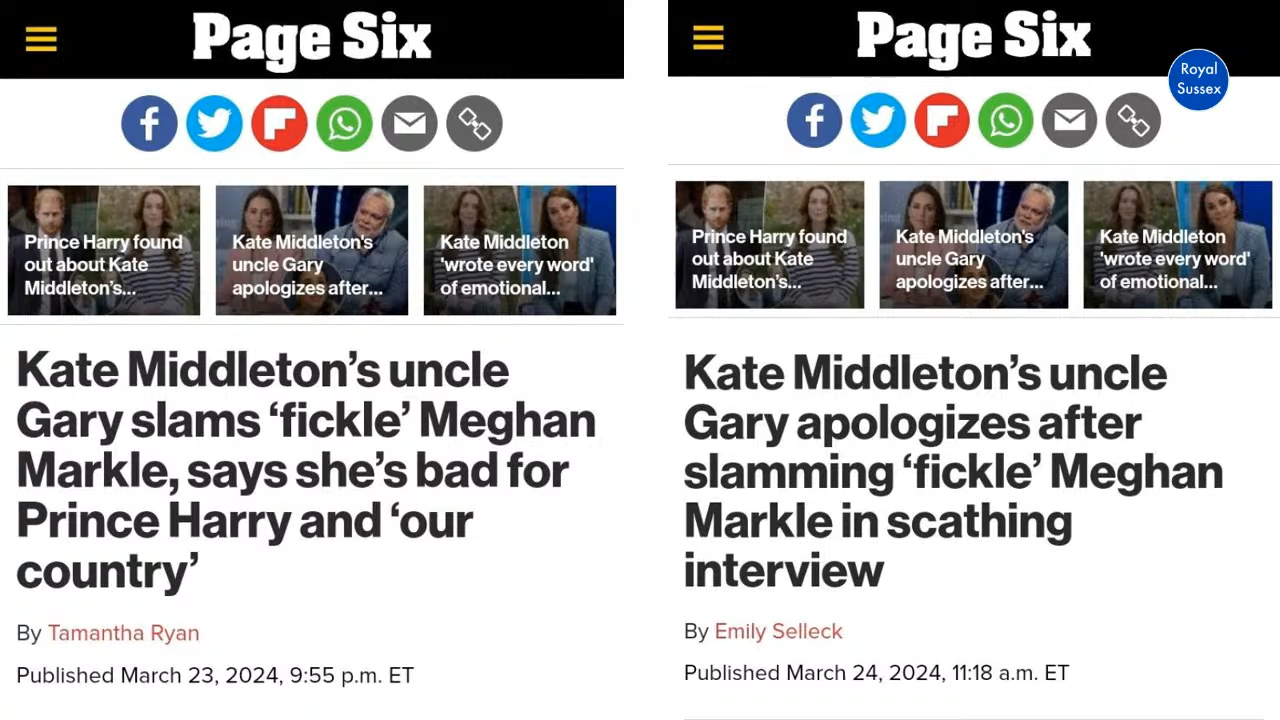 Page Six
Prince Harry found
out about Kate
Middleton's...
Kate Middleton's
uncle Gary
apologizes after...
Kate Middleton
'wrote every word'
of emotional...
Kate Middleton’s uncle
Gary slams ‘fickle’ Meghan
Markle, says she’s bad for
Prince Harry and ‘our
country’
By Tamantha Ryan
Published March 23, 2024, 9:55 p.m. ET
Page Six
Royal
Sussex
Prince Harry found
out about Kate
Middleton's...
Kate Middleton's
uncle Gary
apologizes after...
Kate Middleton
'wrote every word'
of emotional...
Kate Middleton’s uncle
Gary apologizes after
slamming ‘fickle’ Meghan
Markle in scathing
interview
By Emily Selleck
Published March 24, 2024, 11:18 a.m. ET